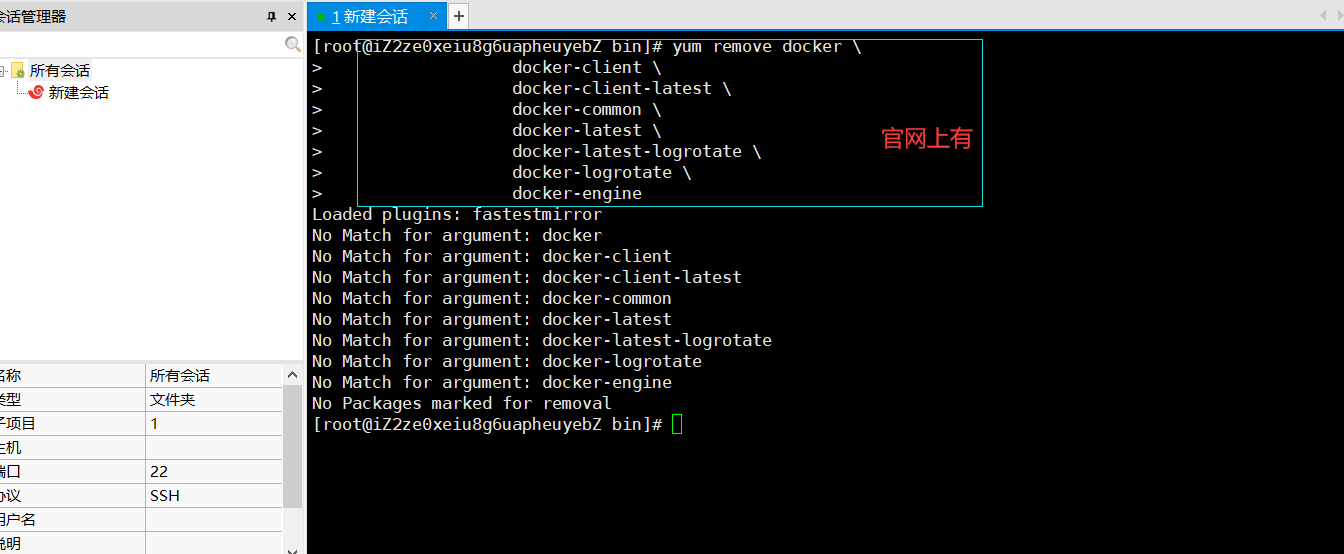 会话管理器
1 新建会话
所有会话
新建会话
[root@iZ2ze0xeiu8g6uapheuyebZ bin]# yum remove docker \
> docker-client \
> docker-client-latest \
> docker-common \
> docker-latest \
> docker-latest-logrotate \
> docker-logrotate \
> docker-engine
官网上有
Loaded plugins: fastestmirror
No Match for argument: docker
No Match for argument: docker-client
No Match for argument: docker-client-latest
No Match for argument: docker-common
No Match for argument: docker-latest
No Match for argument: docker-latest-logrotate
No Match for argument: docker-logrotate
No Match for argument: docker-engine
No Packages marked for removal
[root@iZ2ze0xeiu8g6uapheuyebZ bin]#
名称 所有会话
类型 文件夹
子项目 1
主机
端口 22
协议 SSH
用户名
说明